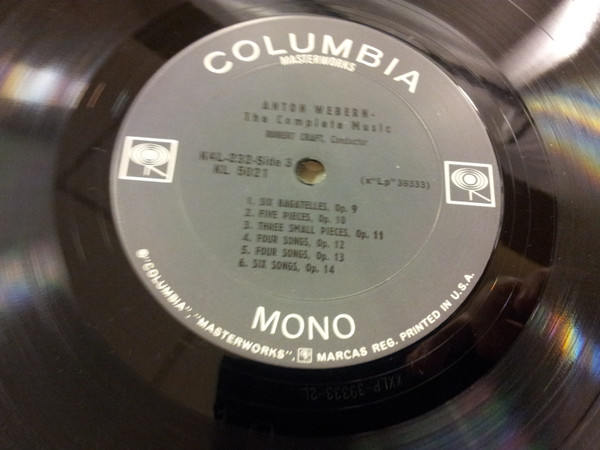 COLUMBIA
MASTERWORKS
ANTON WEBERN-
The Complete Music
ROBERT CRAFT, Conductor
K4L-232-Side 3
KL 5021
(x"Lp"39333)
1. SIX BAGATELLES, Op. 9
2. FIVE PIECES, Op. 10
3. THREE SMALL PIECES, Op. 11
4. FOUR SONGS, Op. 12
5. FOUR SONGS, Op. 13
6. SIX SONGS, Op. 14
MONO
® "COLUMBIA", "MASTERWORKS", MARCAS REG. PRINTED IN U.S.A.